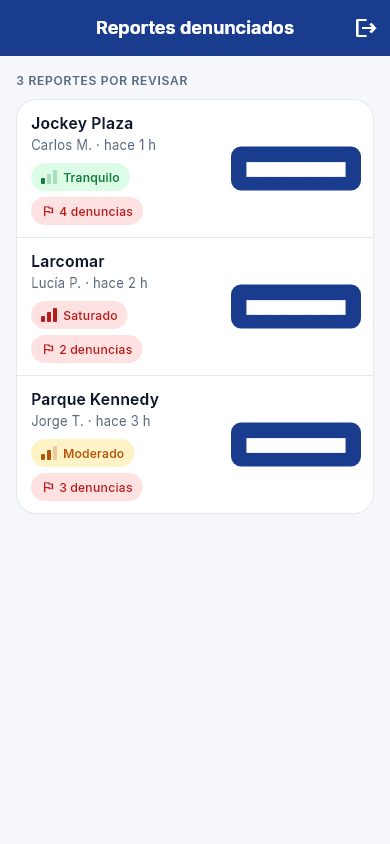 Reportes denunciados
3 REPORTES POR REVISAR
Jockey Plaza
Carlos M. · hace 1 h
Tranquilo
4 denuncias
Larcomar
Lucía P. · hace 2 h
Saturado
2 denuncias
Parque Kennedy
Jorge T. · hace 3 h
Moderado
3 denuncias